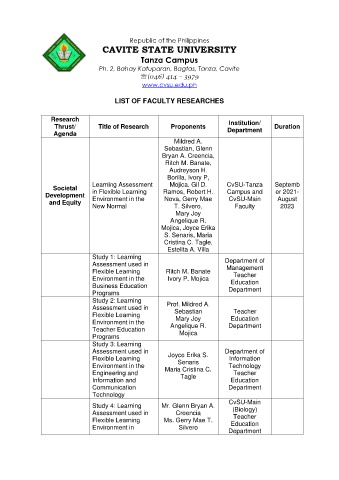 Republic of the Philippines
CAVITE STATE UNIVERSITY
Tanza Campus
Ph. 2, Bahay Katuparan, Bagtas, Tanza, Cavite
☏(046) 414 – 3979
www.cvsu.edu.ph
LIST OF FACULTY RESEARCHES
Research
Thrust/
Agenda
Title of Research
Proponents
Institution/
Department
Duration
Societal
Development
and Equity
Learning Assessment
in Flexible Learning
Environment in the
New Normal
Mildred A.
Sebastian, Glenn
Bryan A. Creencia,
Ritch M. Banate,
Audreyson H.
Borilla, Ivory P,
Mojica, Gil D.
Ramos, Robert H.
Nova, Gerry Mae
T. Silvero,
Mary Joy
Angelique R.
Mojica, Joyce Erika
S. Senaris, Maria
Cristina C. Tagle,
Estelita A. Villa
CvSU-Tanza
Campus and
CvSU-Main
Faculty
Septemb
er 2021-
August
2023
Study 1: Learning
Assessment used in
Flexible Learning
Environment in the
Business Education
Programs
Ritch M. Banate
Ivory P. Mojica
Department of
Management
Teacher
Education
Department
Study 2: Learning
Assessment used in
Flexible Learning
Environment in the
Teacher Education
Programs
Prof. Mildred A.
Sebastian
Mary Joy
Angelique R.
Mojica
Teacher
Education
Department
Study 3: Learning
Assessment used in
Flexible Learning
Environment in the
Engineering and
Information and
Communication
Technology
Joyce Erika S.
Senaris
Maria Cristina C.
Tagle
Department of
Information
Technology
Teacher
Education
Department
Study 4: Learning
Assessment used in
Flexible Learning
Environment in
Mr. Glenn Bryan A.
Creencia
Ms. Gerry Mae T.
Silvero
CvSU-Main
(Biology)
Teacher
Education
Department